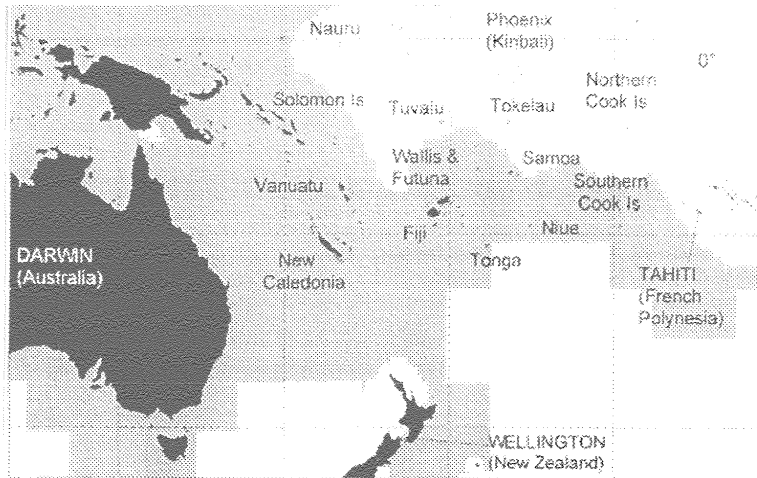 Nauru
Phoenix
(Kiribati)
0°
Northern
Cook Is
Solomon Is
Tuvalu
Tokelau
Wallis &
Futuna
Samoa
Southern
Cook Is
Vanuatu
Fiji
Niue
DARWIN
(Australia)
New
Caledonia
Tonga
TAHITI
(French
Polynesia)
WELLINGTON
(New Zealand)